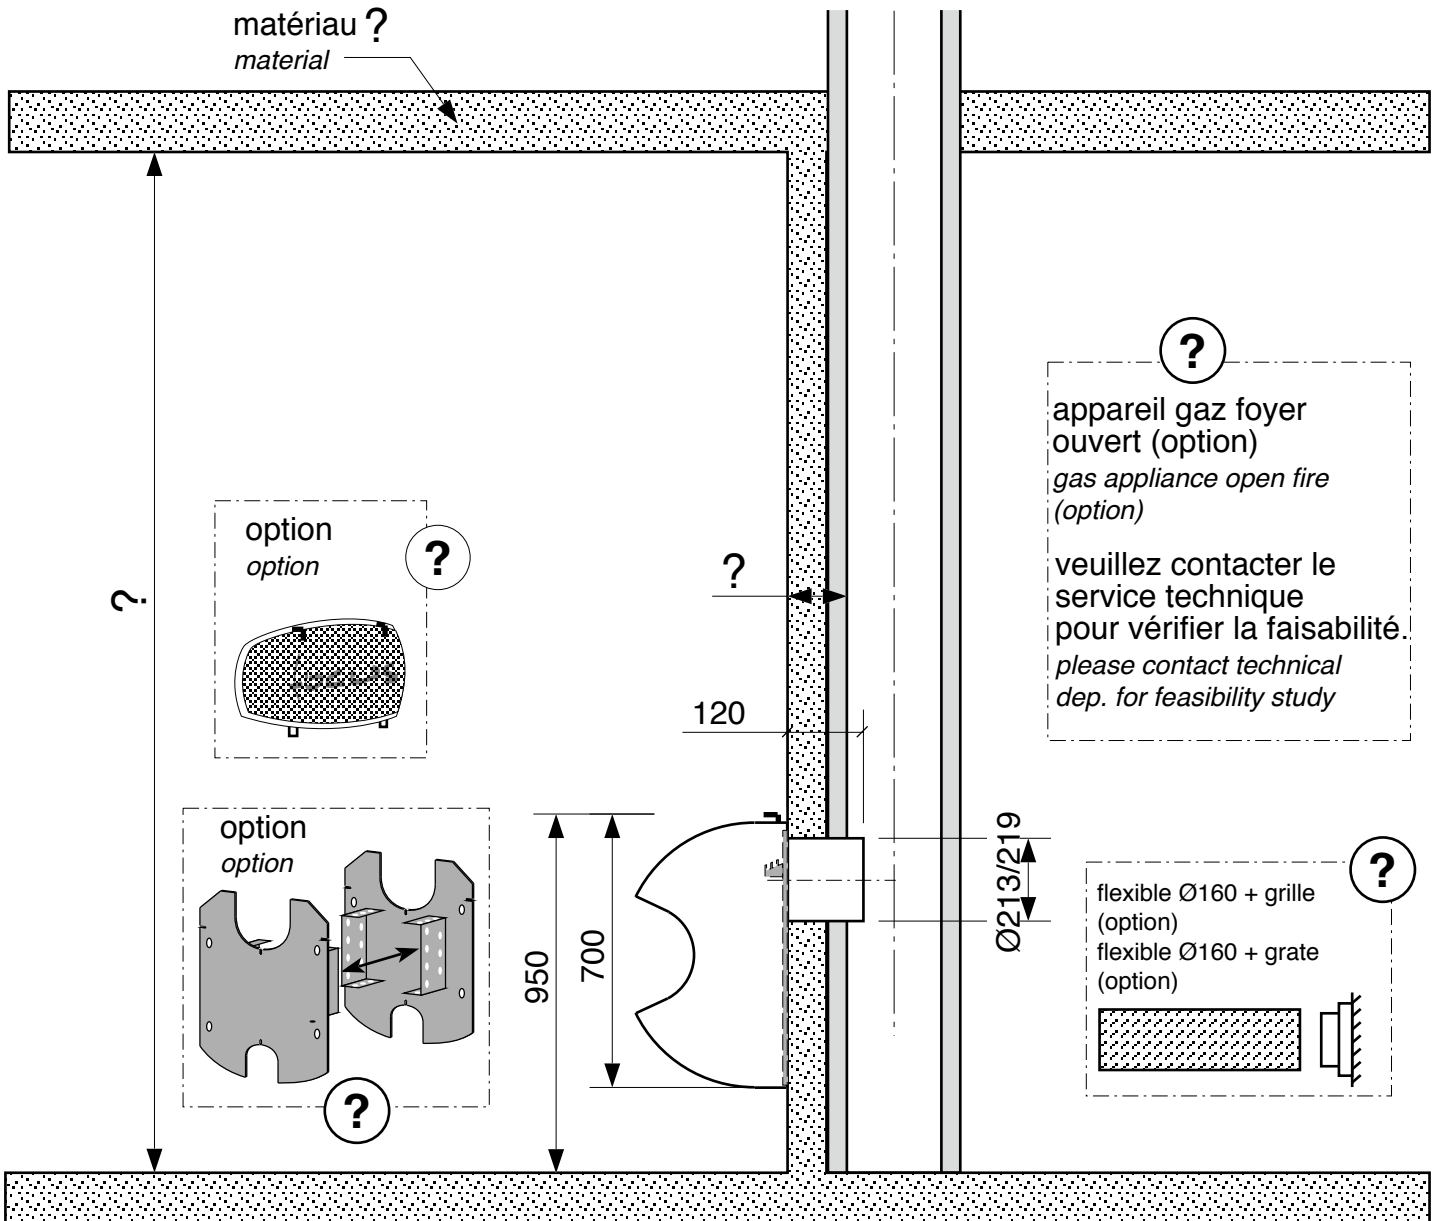 matériau ?
material
?
appareil gaz foyer
ouvert (option)
gas appliance open fire
(option)
veuillez contacter le
service technique
pour vérifier la faisabilité.
please contact technical
dep. for feasibility study
option
option
?
?
?
120
option
option
?
950
700
Ø213/219
?
flexible Ø160 + grille
(option)
flexible Ø160 + grate
(option)